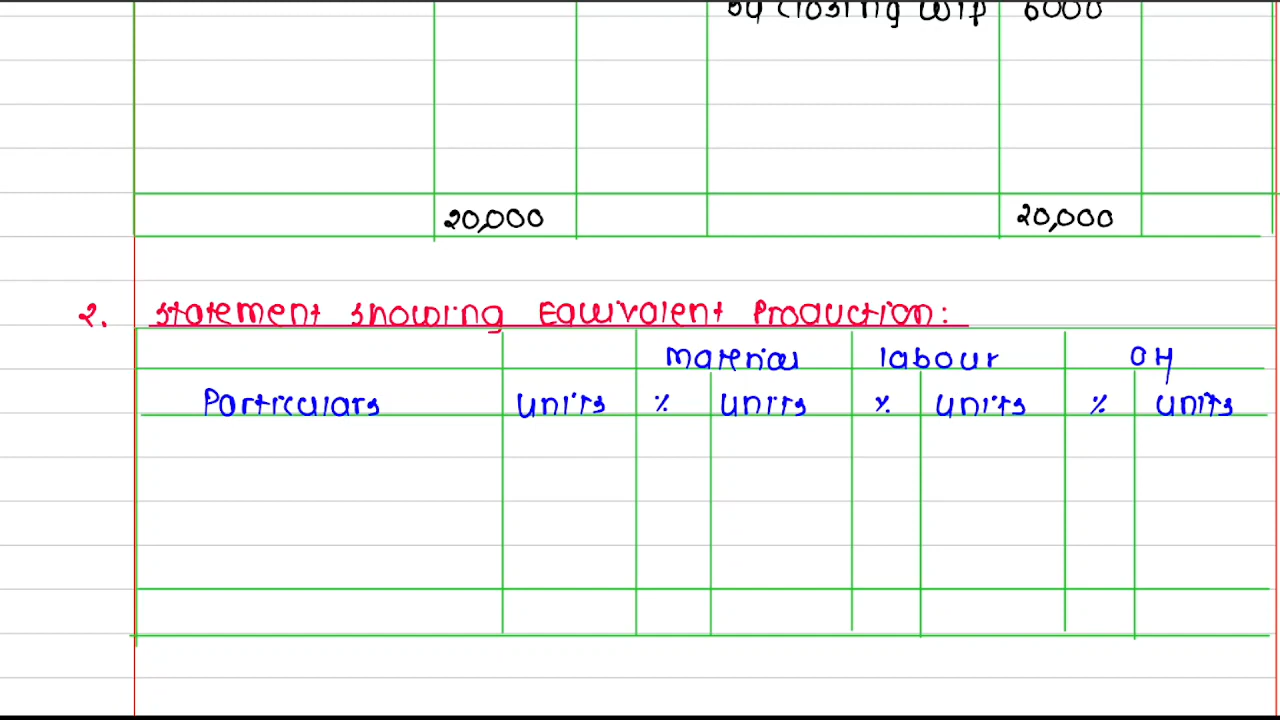 by closing WIP 6000
20,000 20,000
2. Statement showing Equivalent Production:
Material labour OH
Particulars units % units % units % units